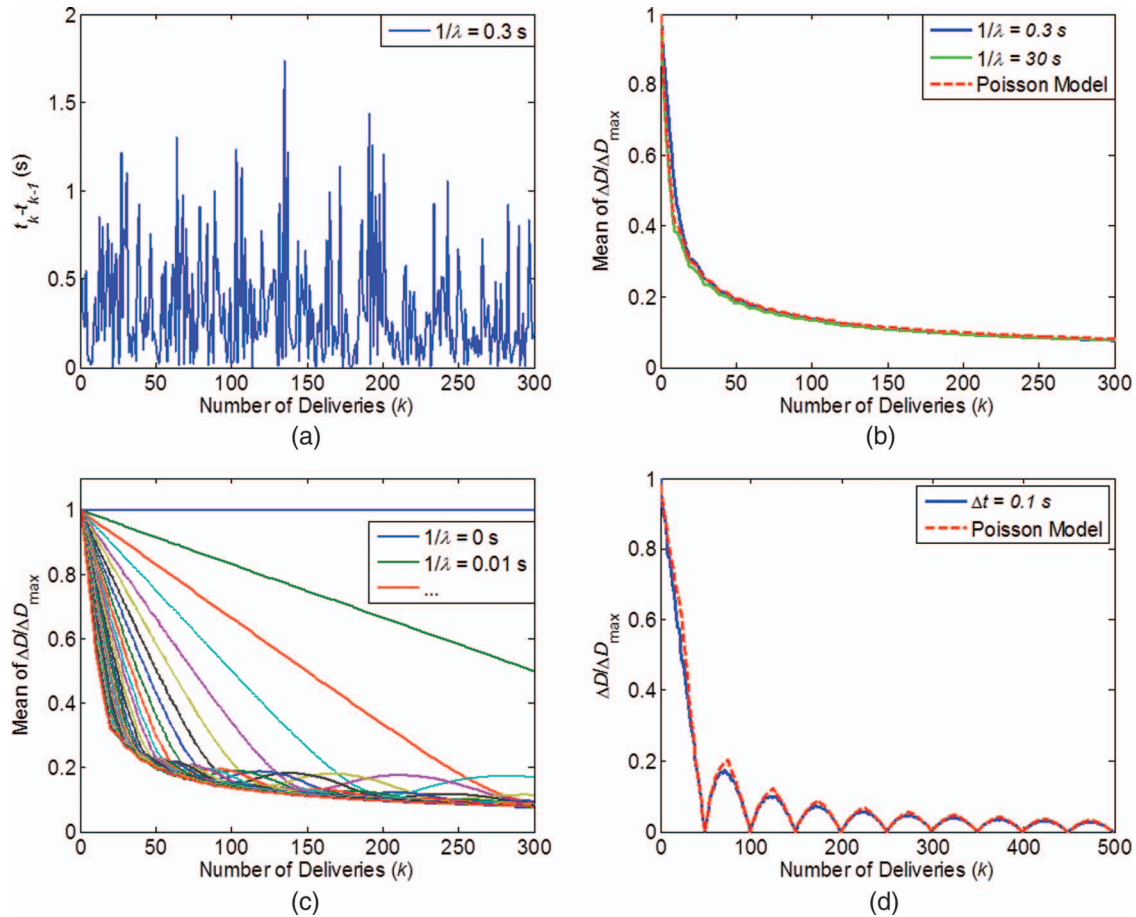 2
1.5
1
0.5
0
t_k-t_{k-1} (s)
1/λ = 0.3 s
0 50 100 150 200 250 300
Number of Deliveries (k)
(a)
1
0.8
0.6
0.4
0.2
0
Mean of ΔD/ΔD_max
1/λ = 0.3 s
1/λ = 30 s
Poisson Model
0 50 100 150 200 250 300
Number of Deliveries (k)
(b)
1
0.8
0.6
0.4
0.2
0
Mean of ΔD/ΔD_max
1/λ = 0 s
1/λ = 0.01 s
...
0 50 100 150 200 250 300
Number of Deliveries (k)
(c)
1
0.8
0.6
0.4
0.2
0
ΔD/ΔD_max
Δt = 0.1 s
Poisson Model
0 100 200 300 400 500
Number of Deliveries (k)
(d)